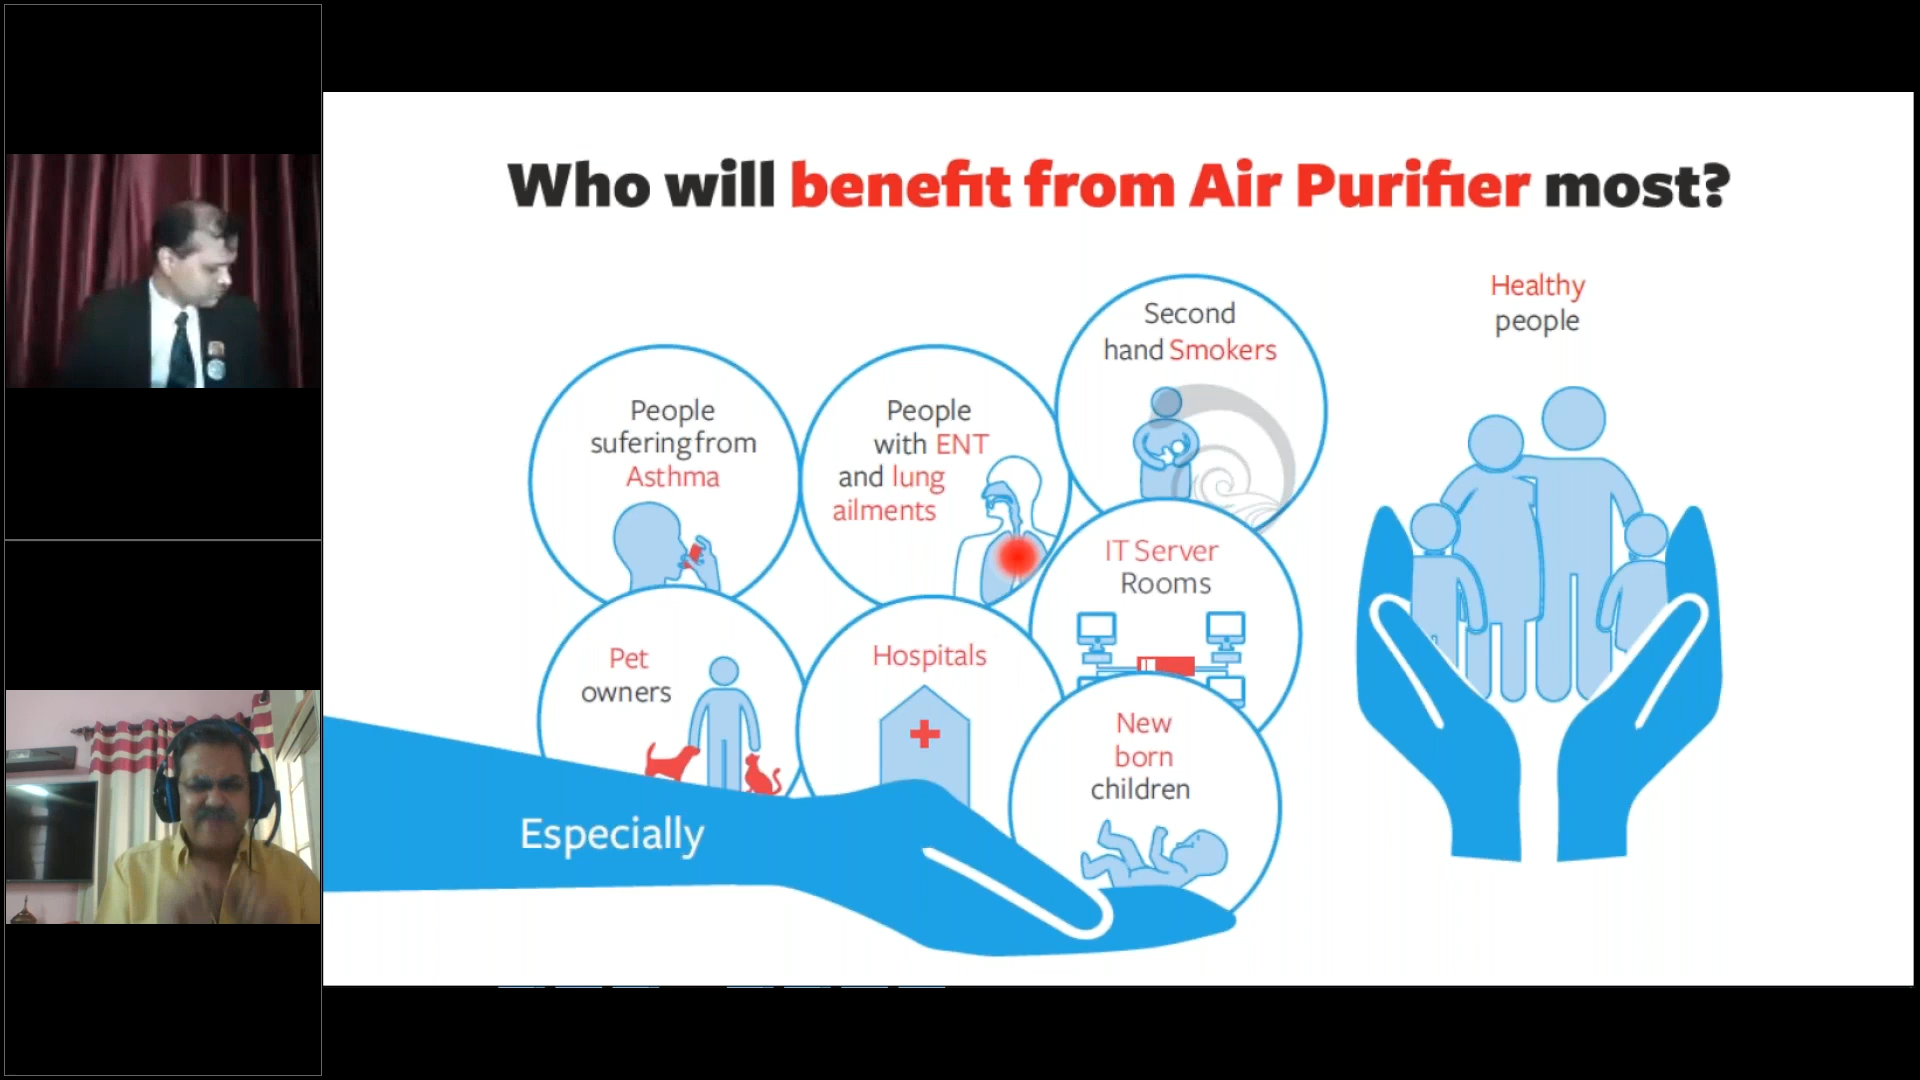 Who will benefit from Air Purifier most?
Healthy
people
Second
hand Smokers
People
sufering from
Asthma
People
with ENT
and lung
ailments
IT Server
Rooms
Pet
owners
Hospitals
New
born
children
Especially